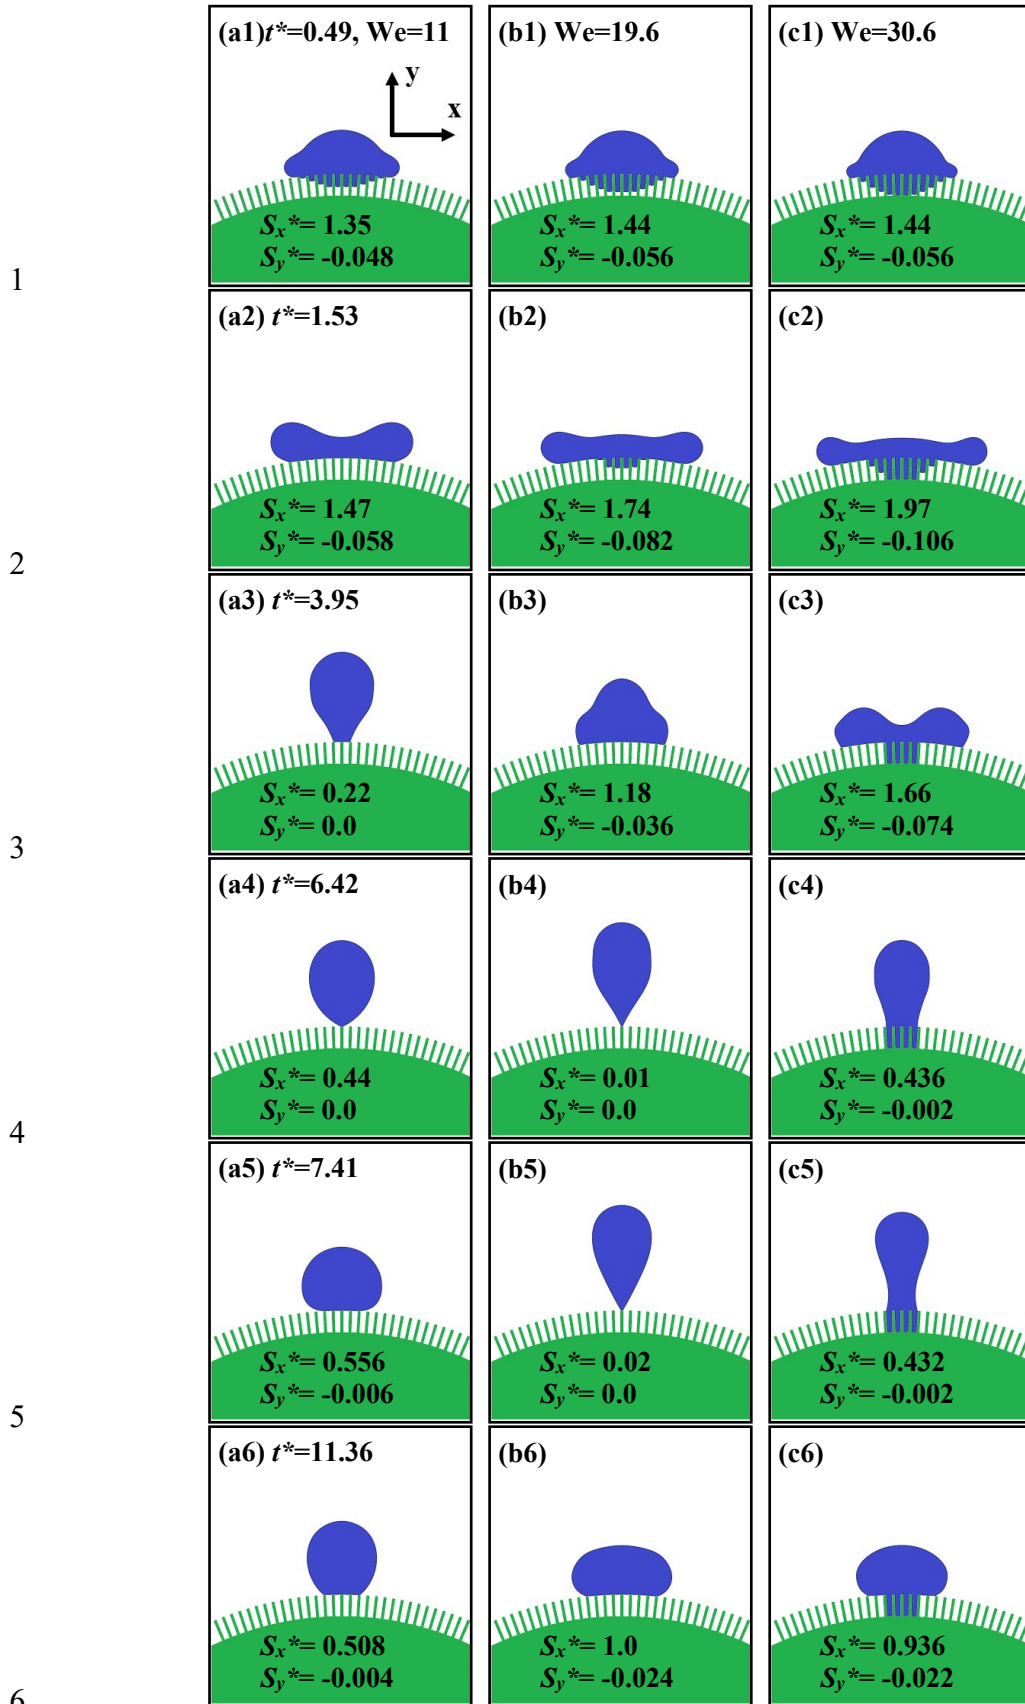 (a1)t*=0.49, We=11
y
x
Sx*= 1.35
Sy*= -0.048
(b1) We=19.6
Sx*= 1.44
Sy*= -0.056
(c1) We=30.6
Sx*= 1.44
Sy*= -0.056
1
(a2) t*=1.53
Sx*= 1.47
Sy*= -0.058
(b2)
Sx*= 1.74
Sy*= -0.082
(c2)
Sx*= 1.97
Sy*= -0.106
2
(a3) t*=3.95
Sx*= 0.22
Sy*= 0.0
(b3)
Sx*= 1.18
Sy*= -0.036
(c3)
Sx*= 1.66
Sy*= -0.074
3
(a4) t*=6.42
Sx*= 0.44
Sy*= 0.0
(b4)
Sx*= 0.01
Sy*= 0.0
(c4)
Sx*= 0.436
Sy*= -0.002
4
(a5) t*=7.41
Sx*= 0.556
Sy*= -0.006
(b5)
Sx*= 0.02
Sy*= 0.0
(c5)
Sx*= 0.432
Sy*= -0.002
5
(a6) t*=11.36
Sx*= 0.508
Sy*= -0.004
(b6)
Sx*= 1.0
Sy*= -0.024
(c6)
Sx*= 0.936
Sy*= -0.022
6